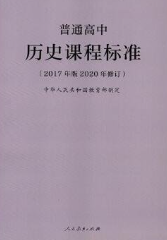 普通高中
历史课程标准
（2017年版2020年修订）
中华人民共和国教育部制定
人民教育出版社